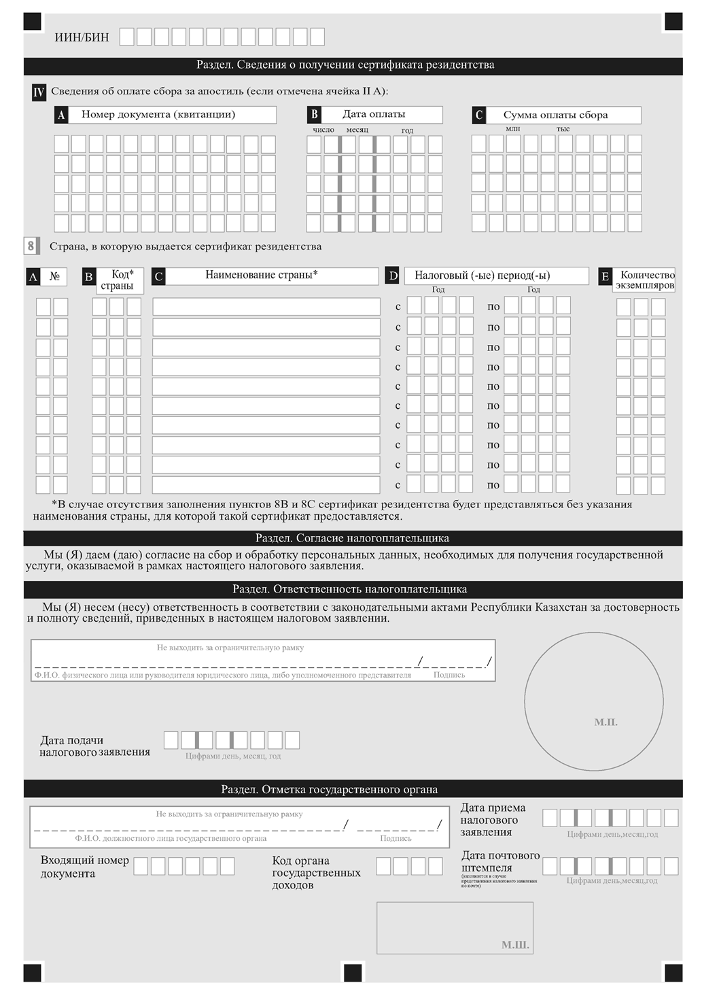 ИИН/БИН
Раздел. Сведения о получении сертификата резидентства
IV Сведения об оплате сбора за апостиль (если отмечена ячейка II А):
A Номер документа (квитанции) B Дата оплаты C Сумма оплаты сбора
число месяц год млн тыс
8 Страна, в которую выдается сертификат резидентства
A № B Код* страны C Наименование страны* D Налоговый (-ые) период(-ы) E Количество экземпляров
Год Год
с по
с по
с по
с по
с по
с по
с по
с по
с по
с по
*В случае отсутствия заполнения пунктов 8В и 8С сертификат резидентства будет представляться без указания
наименования страны, для которой такой сертификат предоставляется.
Раздел. Согласие налогоплательщика
Мы (Я) даем (даю) согласие на сбор и обработку персональных данных, необходимых для получения государственной
услуги, оказываемой в рамках настоящего налогового заявления.
Раздел. Ответственность налогоплательщика
Мы (Я) несем (несу) ответственность в соответствии с законодательными актами Республики Казахстан за достоверность
и полноту сведений, приведенных в настоящем налоговом заявлении.
Не выходить за ограничительную рамку
/ /
Ф.И.О. физического лица или руководителя юридического лица, либо уполномоченного представителя Подпись
М.П.
Дата подачи
налогового заявления
Цифрами день, месяц, год
Раздел. Отметка государственного органа
Не выходить за ограничительную рамку
/ /
Ф.И.О. должностного лица государственного органа Подпись
Дата приема
налогового
заявления
Цифрами день,месяц,год
Входящий номер
документа
Код органа
государственных
доходов
Дата почтового
штемпеля
(заполняется в случае
представления налогового заявления
по почте)
Цифрами день,месяц,год
М.Ш.